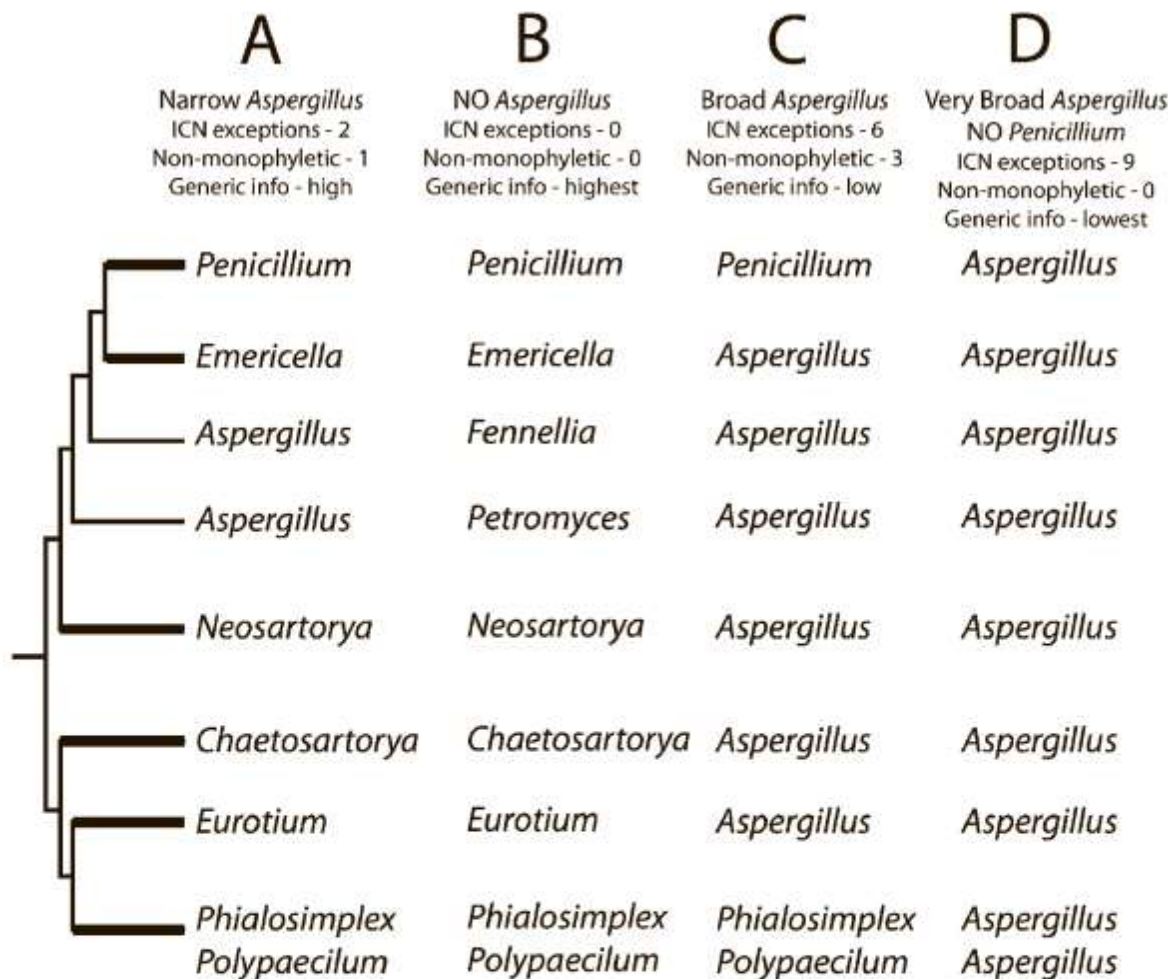 A B C D
Narrow Aspergillus
ICN exceptions - 2
Non-monophyletic - 1
Generic info - high
NO Aspergillus
ICN exceptions - 0
Non-monophyletic - 0
Generic info - highest
Broad Aspergillus
ICN exceptions - 6
Non-monophyletic - 3
Generic info - low
Very Broad Aspergillus
NO Penicillium
ICN exceptions - 9
Non-monophyletic - 0
Generic info - lowest
Penicillium Penicillium Penicillium Aspergillus
Emericella Emericella Aspergillus Aspergillus
Aspergillus Fennellia Aspergillus Aspergillus
Aspergillus Petromyces Aspergillus Aspergillus
Neosartorya Neosartorya Aspergillus Aspergillus
Chaetosartorya Chaetosartorya Aspergillus Aspergillus
Eurotium Eurotium Aspergillus Aspergillus
Phialosimplex Phialosimplex Phialosimplex Aspergillus
Polypaecilum Polypaecilum Polypaecilum Aspergillus